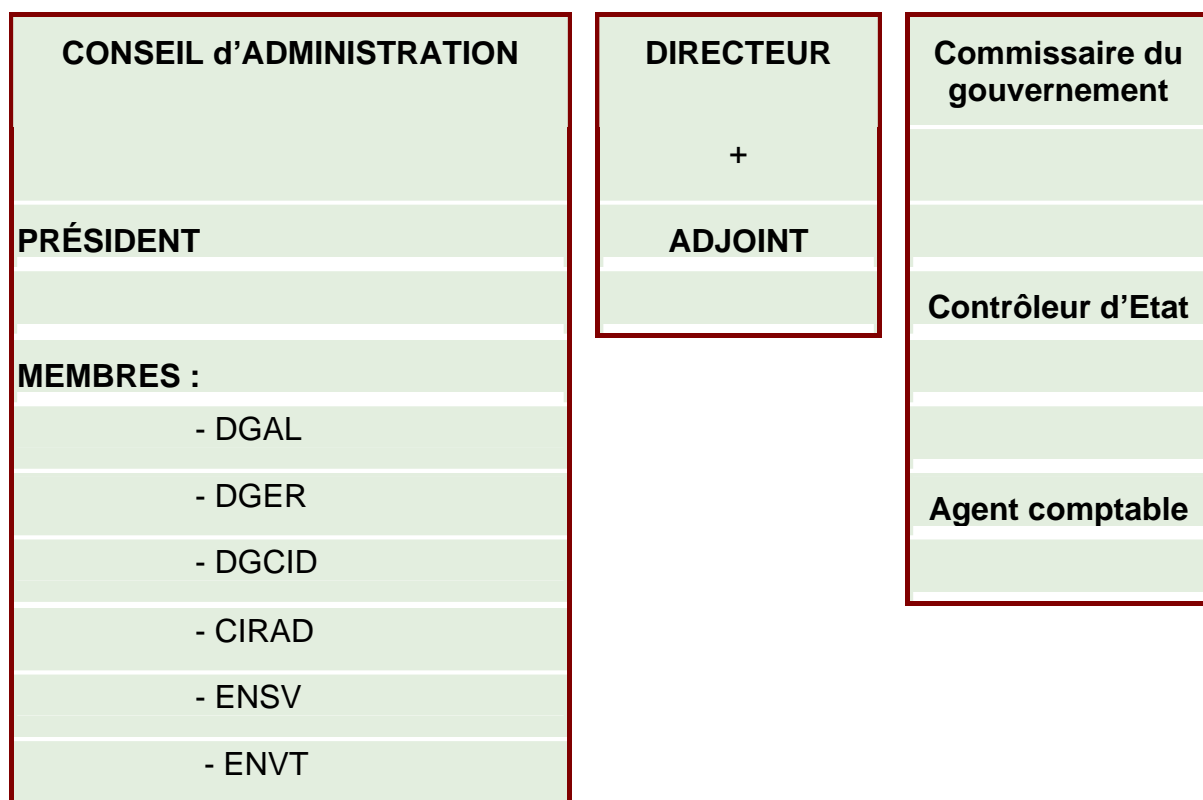 CONSEIL d’ADMINISTRATION
PRÉSIDENT
MEMBRES :
- DGAL
- DGER
- DGCID
- CIRAD
- ENSV
- ENVT
DIRECTEUR
+
ADJOINT
Commissaire du
gouvernement
Contrôleur d’Etat
Agent comptable